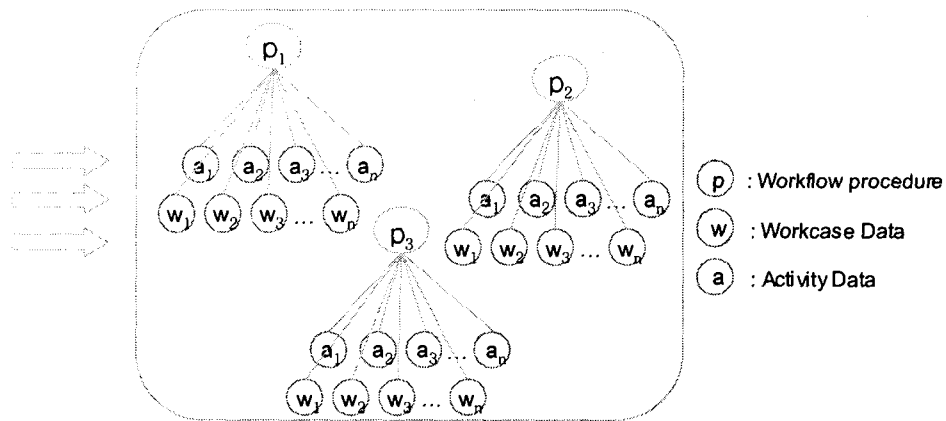 p₁
p₂
a₁ a₂ a₃ ... aₙ
w₁ w₂ w₃ ... wₙ
a₁ a₂ a₃ ... aₙ
w₁ w₂ w₃ ... wₙ
p₃
a₁ a₂ a₃ ... aₙ
w₁ w₂ w₃ ... wₙ
p : Workflow procedure
w : Workcase Data
a : Activity Data